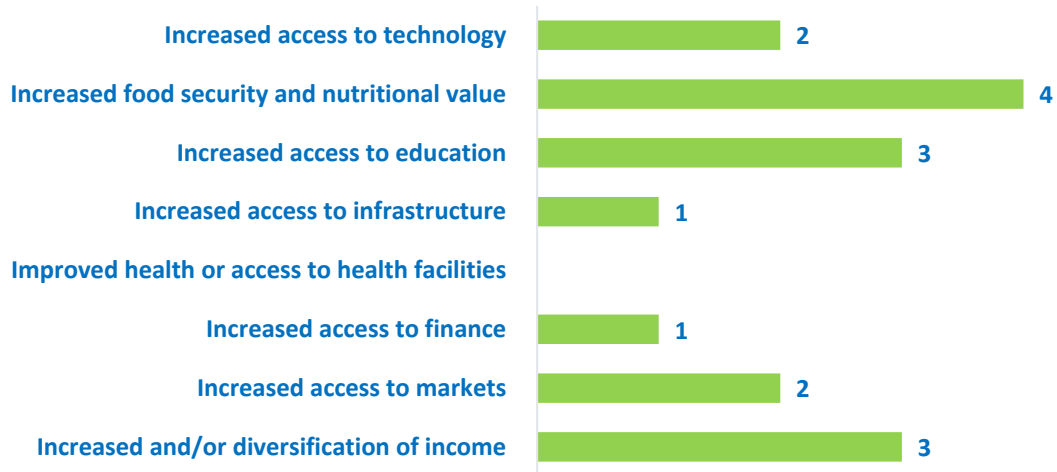 Increased access to technology 2
Increased food security and nutritional value 4
Increased access to education 3
Increased access to infrastructure 1
Improved health or access to health facilities
Increased access to finance 1
Increased access to markets 2
Increased and/or diversification of income 3